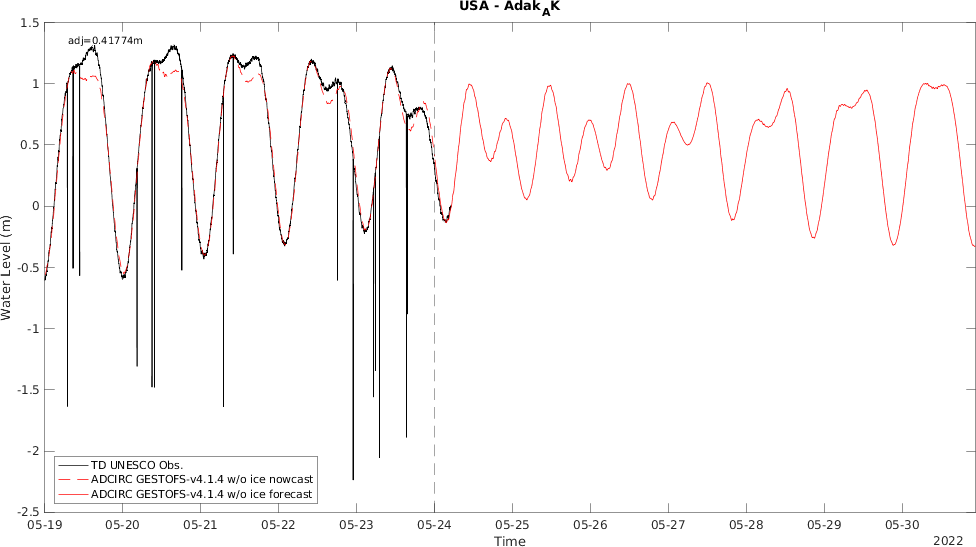 USA - Adak_AK
adj=0.41774m
1.5
1
0.5
0
-0.5
-1
-1.5
-2
-2.5
Water Level (m)
TD UNESCO Obs.
ADCIRC GESTOFS-v4.1.4 w/o ice nowcast
ADCIRC GESTOFS-v4.1.4 w/o ice forecast
05-19 05-20 05-21 05-22 05-23 05-24 05-25 05-26 05-27 05-28 05-29 05-30
Time
2022